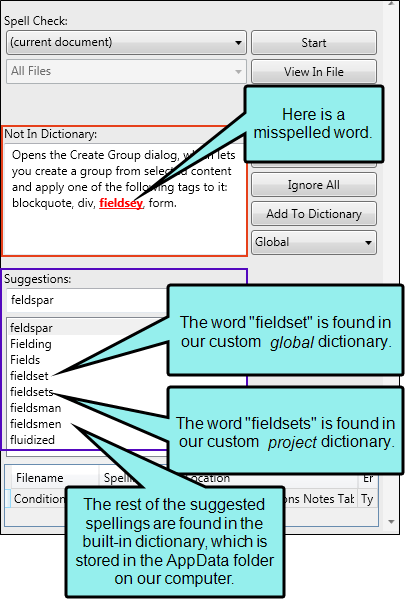 Spell Check:
(current document)
Start
All Files
View In File
Here is a
misspelled word.
Not In Dictionary:
Opens the Create Group dialog, which lets
you create a group from selected content
and apply one of the following tags to it:
blockquote, div, fieldsey, form.
Ignore All
Add To Dictionary
Global
Suggestions:
feldspar
feldspar
Fielding
Fields
fieldset
fieldsets
fieldsman
fieldsmen
fluidized
The word "fieldset" is found in
our custom global dictionary.
The word "fieldsets" is found in
our custom project dictionary.
Filename
Er
Condition
Notes Tab
Ty
The rest of the suggested
spellings are found in the
built-in dictionary, which is
stored in the AppData folder
on our computer.